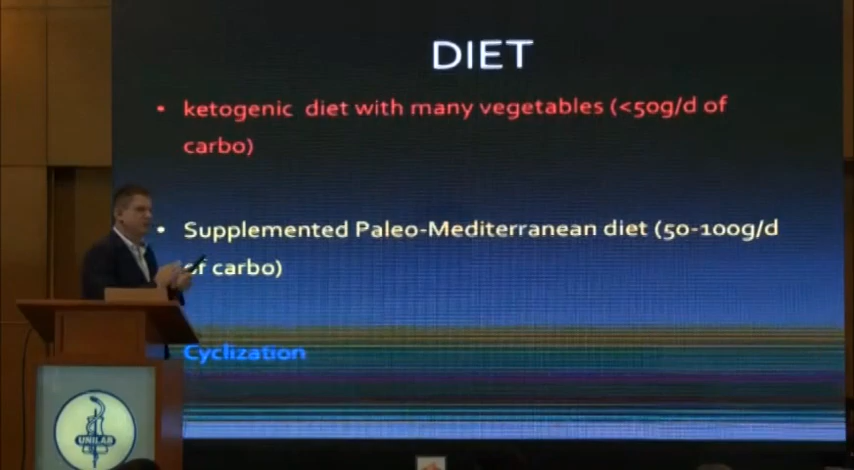 DIET
• ketogenic diet with many vegetables (<50g/d of
carbo)
• Supplemented Paleo-Mediterranean diet (50-100g/d
of carbo)
Cyclization
UNILAB